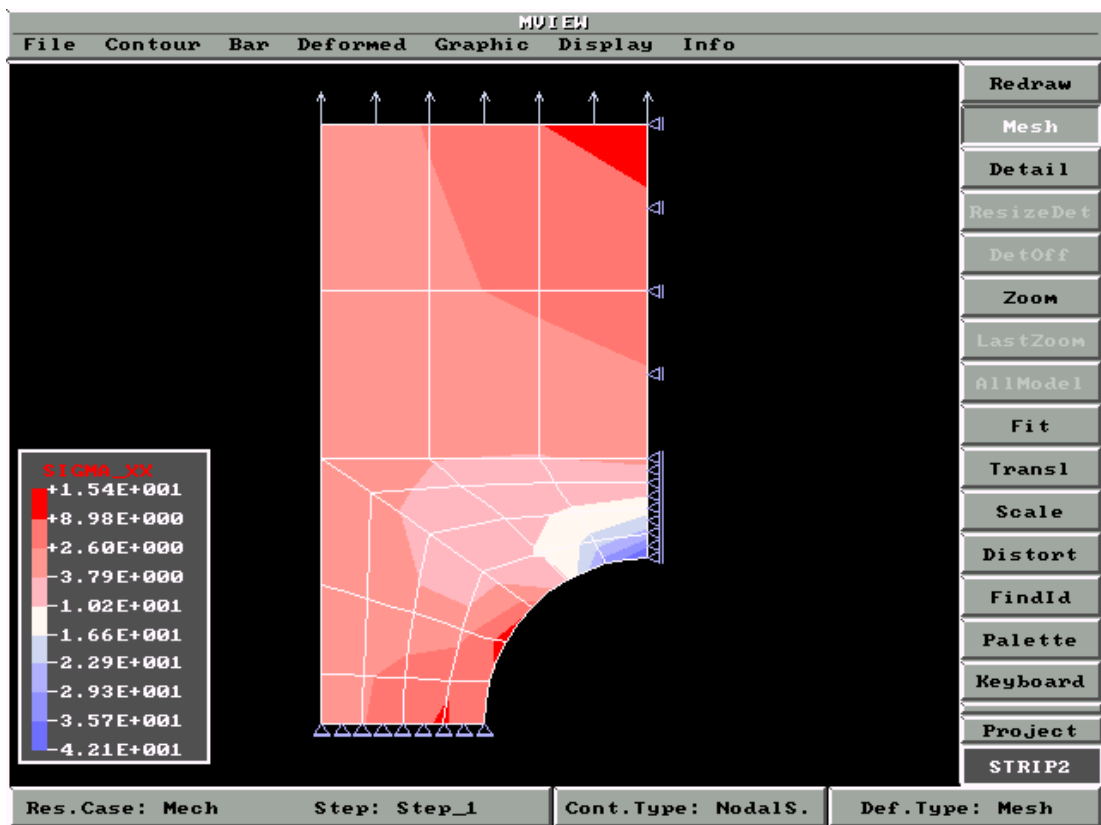 MVIEW
File Contour Bar Deformed Graphic Display Info
Redraw
Mesh
Detail
ResizeDet
DetOff
Zoom
LastZoom
AllModel
Fit
Transl
Scale
Distort
FindId
Palette
Keyboard
Project
STRIP2
SIGMA_XX
+1.54E+001
+8.98E+000
+2.60E+000
-3.79E+000
-1.02E+001
-1.66E+001
-2.29E+001
-2.93E+001
-3.57E+001
-4.21E+001
Res.Case: Mech Step: Step_1 Cont.Type: NodalS. Def.Type: Mesh